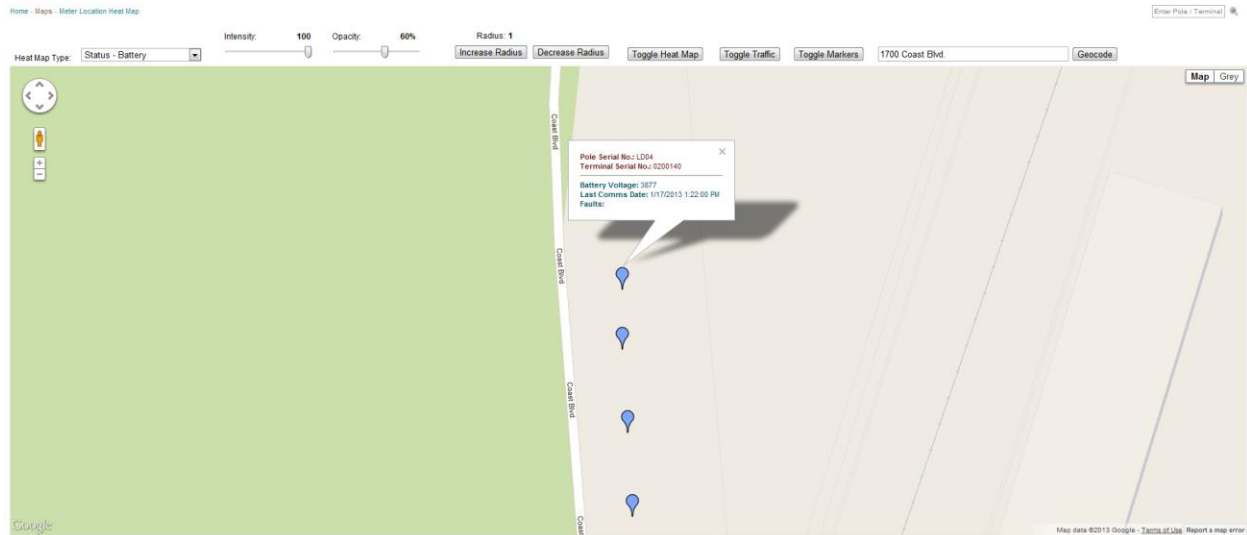 Home - Maps - Meter Location Heat Map
Enter Pole / Terminal
Intensity: 100 Opacity: 60% Radius: 1
Heat Map Type: Status - Battery Increase Radius Decrease Radius Toggle Heat Map Toggle Traffic Toggle Markers 1700 Coast Blvd. Geocode
Map Grey
Coast Blvd
Pole Serial No.: LD04
Terminal Serial No.: 0200140
Battery Voltage: 3877
Last Comms Date: 1/17/2013 1:22:00 PM
Faults:
Coast Blvd
Coast Blvd
Coast
Google
Map data ©2013 Google - Terms of Use Report a map error